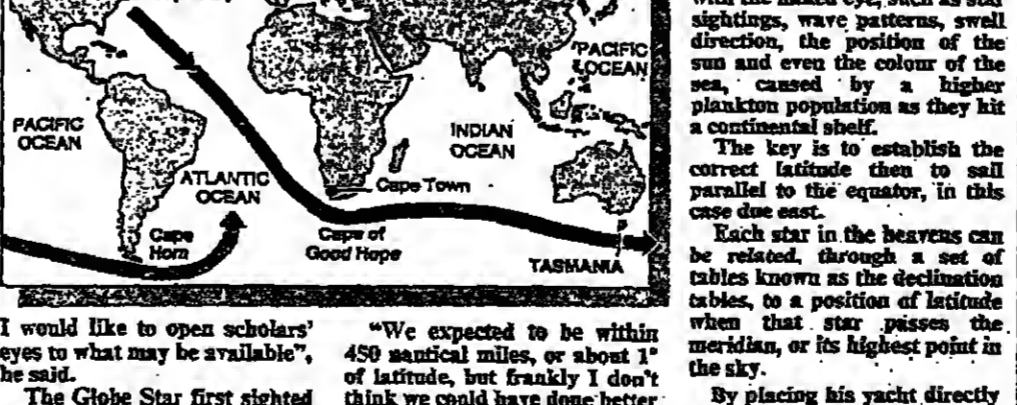 PACIFIC
OCEAN
ATLANTIC
OCEAN
Cape
Horn
Cape Town
Cape of
Good Hope
INDIAN
OCEAN
PACIFIC
OCEAN
TASMANIA
I would like to open scholars'
eyes to what may be available",
he said.
The Globe Star first sighted
"We expected to be within
450 nautical miles, or about 1°
of latitude, but frankly I don't
think we could have done better
with the naked eye, such as star
sightings, wave patterns, swell
direction, the position of the
sun and even the colour of the
sea, caused by a higher
plankton population as they hit
a continental shelf.
The key is to establish the
correct latitude then to sail
parallel to the equator, in this
case due east.
Each star in the heavens can
be related, through a set of
tables known as the declination
tables, to a position of latitude
when that star passes the
meridian, or its highest point in
the sky.
By placing his yacht directly